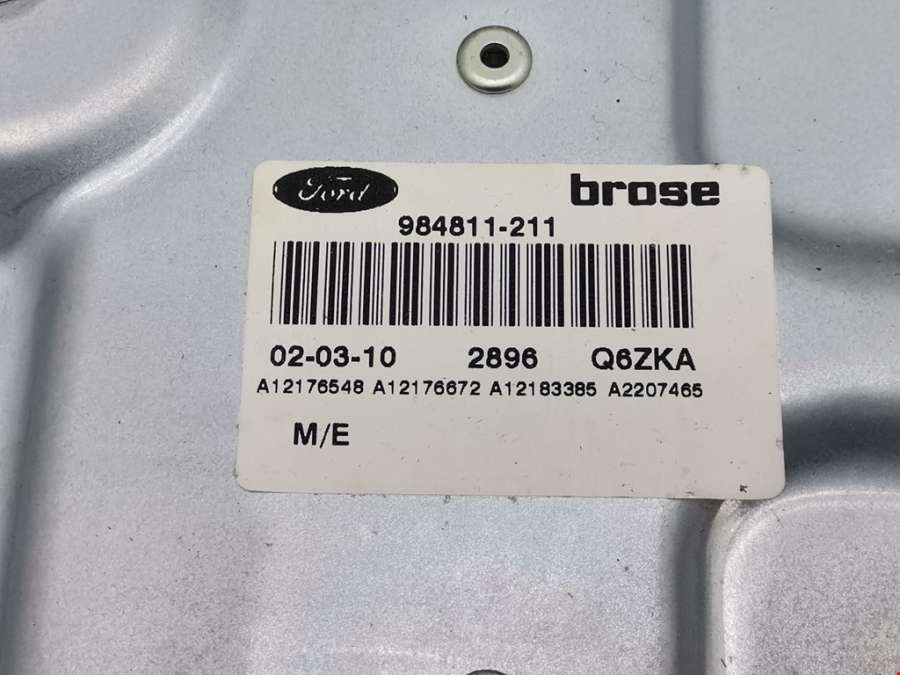 Ford brose
984811-211
02-03-10 2896 Q6ZKA
A12176548 A12176672 A12183385 A2207465
M/E